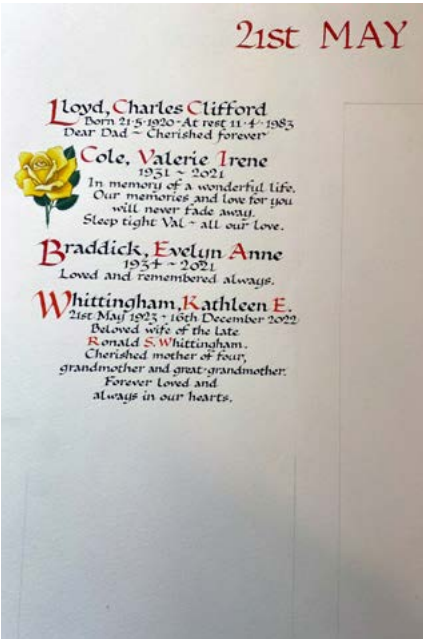 21st MAY
Lloyd, Charles Clifford
Born 21·5·1920 - At rest 11·4·1983
Dear Dad ~ Cherished forever
Cole, Valerie Irene
1931 ~ 2021
In memory of a wonderful life.
Our memories and love for you
will never fade away.
Sleep tight Val - all our love.
Braddick, Evelyn Anne
1934 ~ 2021
Loved and remembered always.
Whittingham, Kathleen E.
21st May 1923 - 16th December 2022
Beloved wife of the late
Ronald S. Whittingham.
Cherished mother of four,
grandmother and great-grandmother.
Forever loved and
always in our hearts.